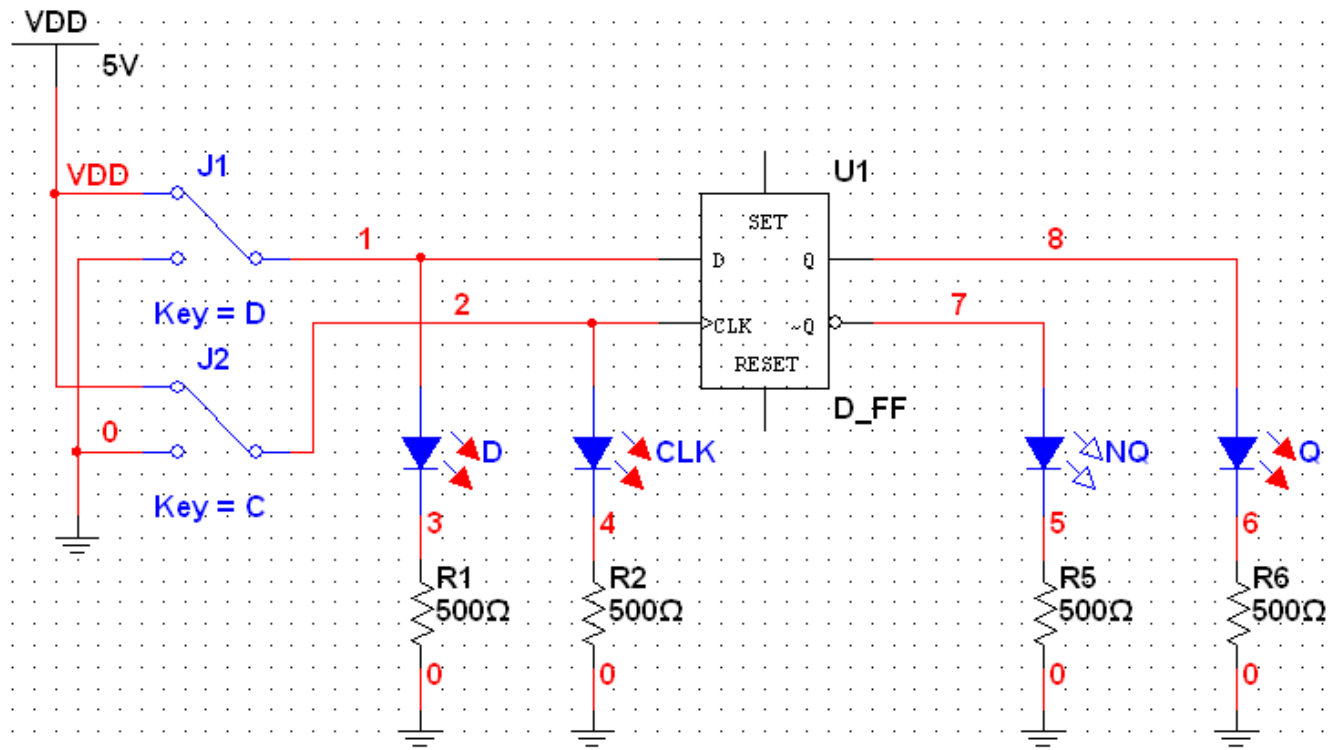 VDD
5V
VDD
J1
1
Key = D
2
J2
0
Key = C
U1
SET
D Q
CLK ~Q
RESET
D_FF
8
7
D
CLK
NQ
Q
3
4
5
6
R1
500Ω
R2
500Ω
R5
500Ω
R6
500Ω
0
0
0
0